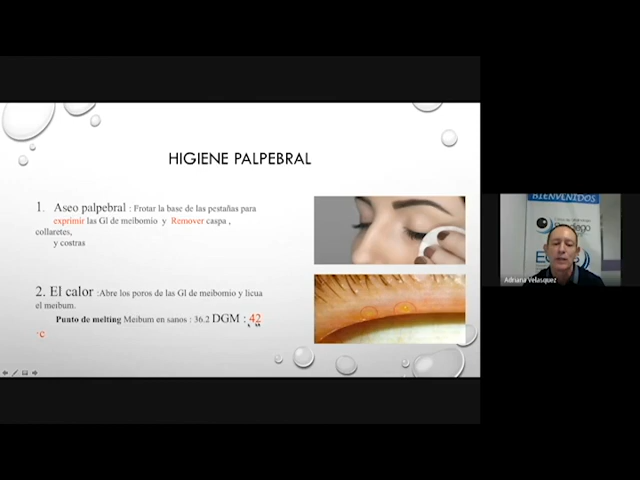 HIGIENE PALPEBRAL
1. Aseo palpebral : Frotar la base de las pestañas para
exprimir las Gl de meibomio y Remover caspa ,
collaretes,
y costras
2. El calor :Abre los poros de las Gl de meibomio y licua
el meibum.
Punto de melting Meibum en sanos : 36.2 DGM : 42
°C
BIENVENIDOS
Adriana Velasquez